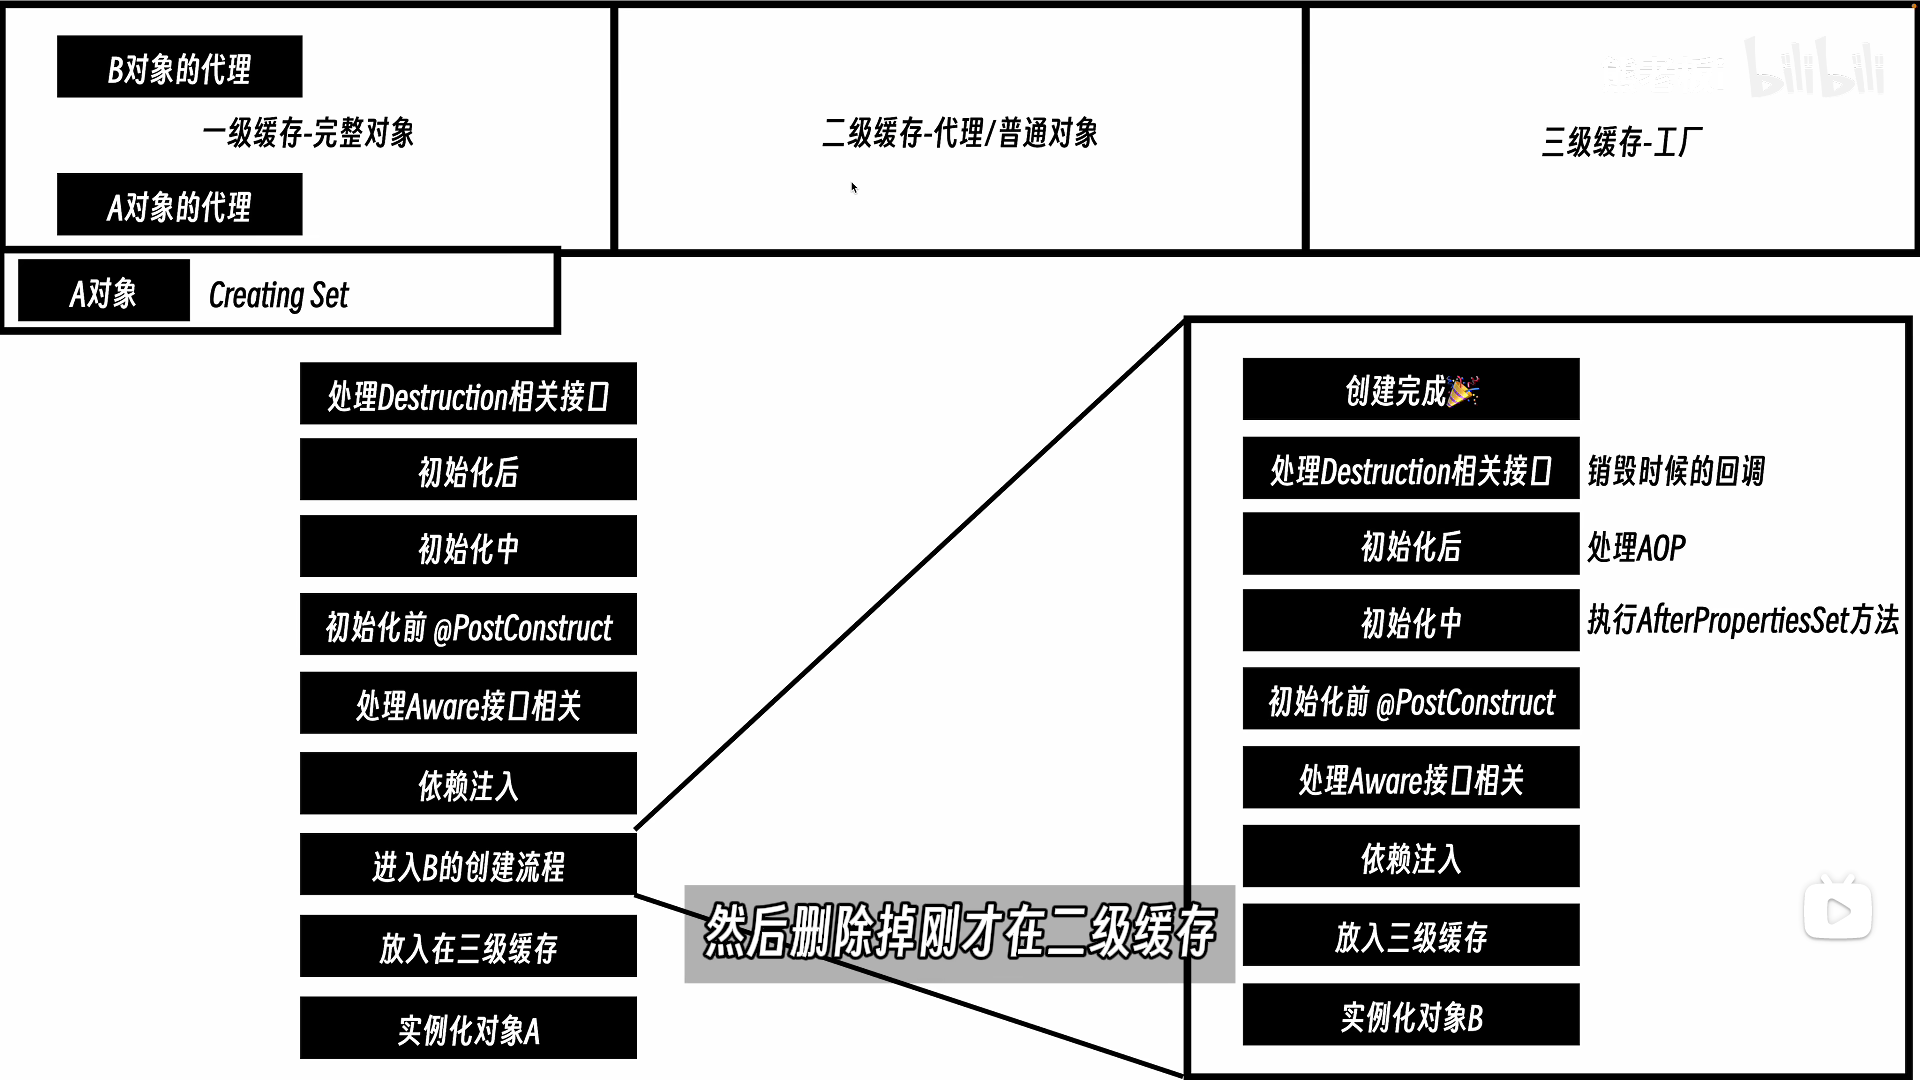 B对象的代理
一级缓存-完整对象
A对象的代理
二级缓存-代理/普通对象
三级缓存-工厂
bilibili
A对象
Creating Set
处理Destruction相关接口
初始化后
初始化中
初始化前 @PostConstruct
处理Aware接口相关
依赖注入
进入B的创建流程
放入在三级缓存
实例化对象A
创建完成🎉
处理Destruction相关接口
销毁时候的回调
初始化后
处理AOP
初始化中
执行AfterPropertiesSet方法
初始化前 @PostConstruct
处理Aware接口相关
依赖注入
放入三级缓存
实例化对象B
然后删除掉刚才在二级缓存